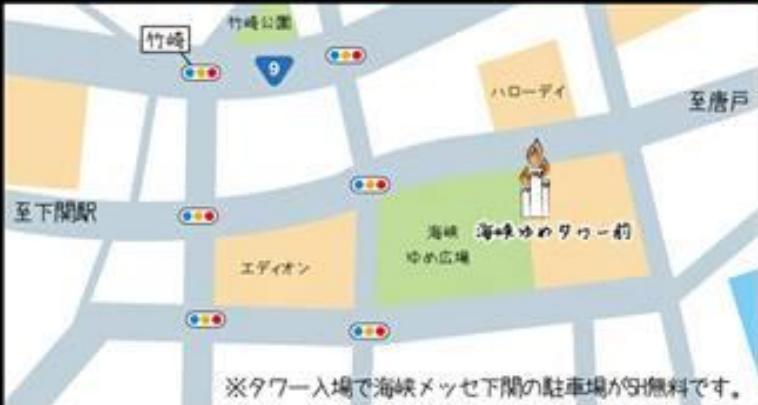 竹崎公園
竹崎
9
ハローデイ
至唐戸
至下関駅
海峡
ゆめ広場
海峡ゆめタワー前
エディオン
※タワー入場で海峡メッセ下関の駐車場が5H無料です。